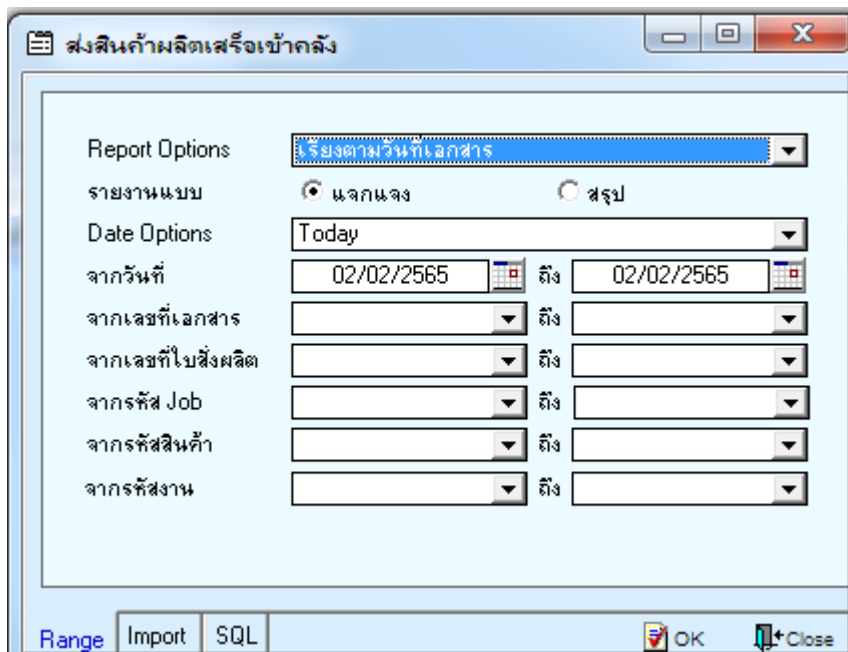 ส่งสินค้าผลิตเสร็จเข้าคลัง
Report Options เรียงตามวันที่เอกสาร
รายงานแบบ แจกแจง สรุป
Date Options Today
จากวันที่ 02/02/2565 ถึง 02/02/2565
จากเลขที่เอกสาร ถึง
จากเลขที่ใบสั่งผลิต ถึง
จากรหัส Job ถึง
จากรหัสสินค้า ถึง
จากรหัสงาน ถึง
Range Import SQL OK Close